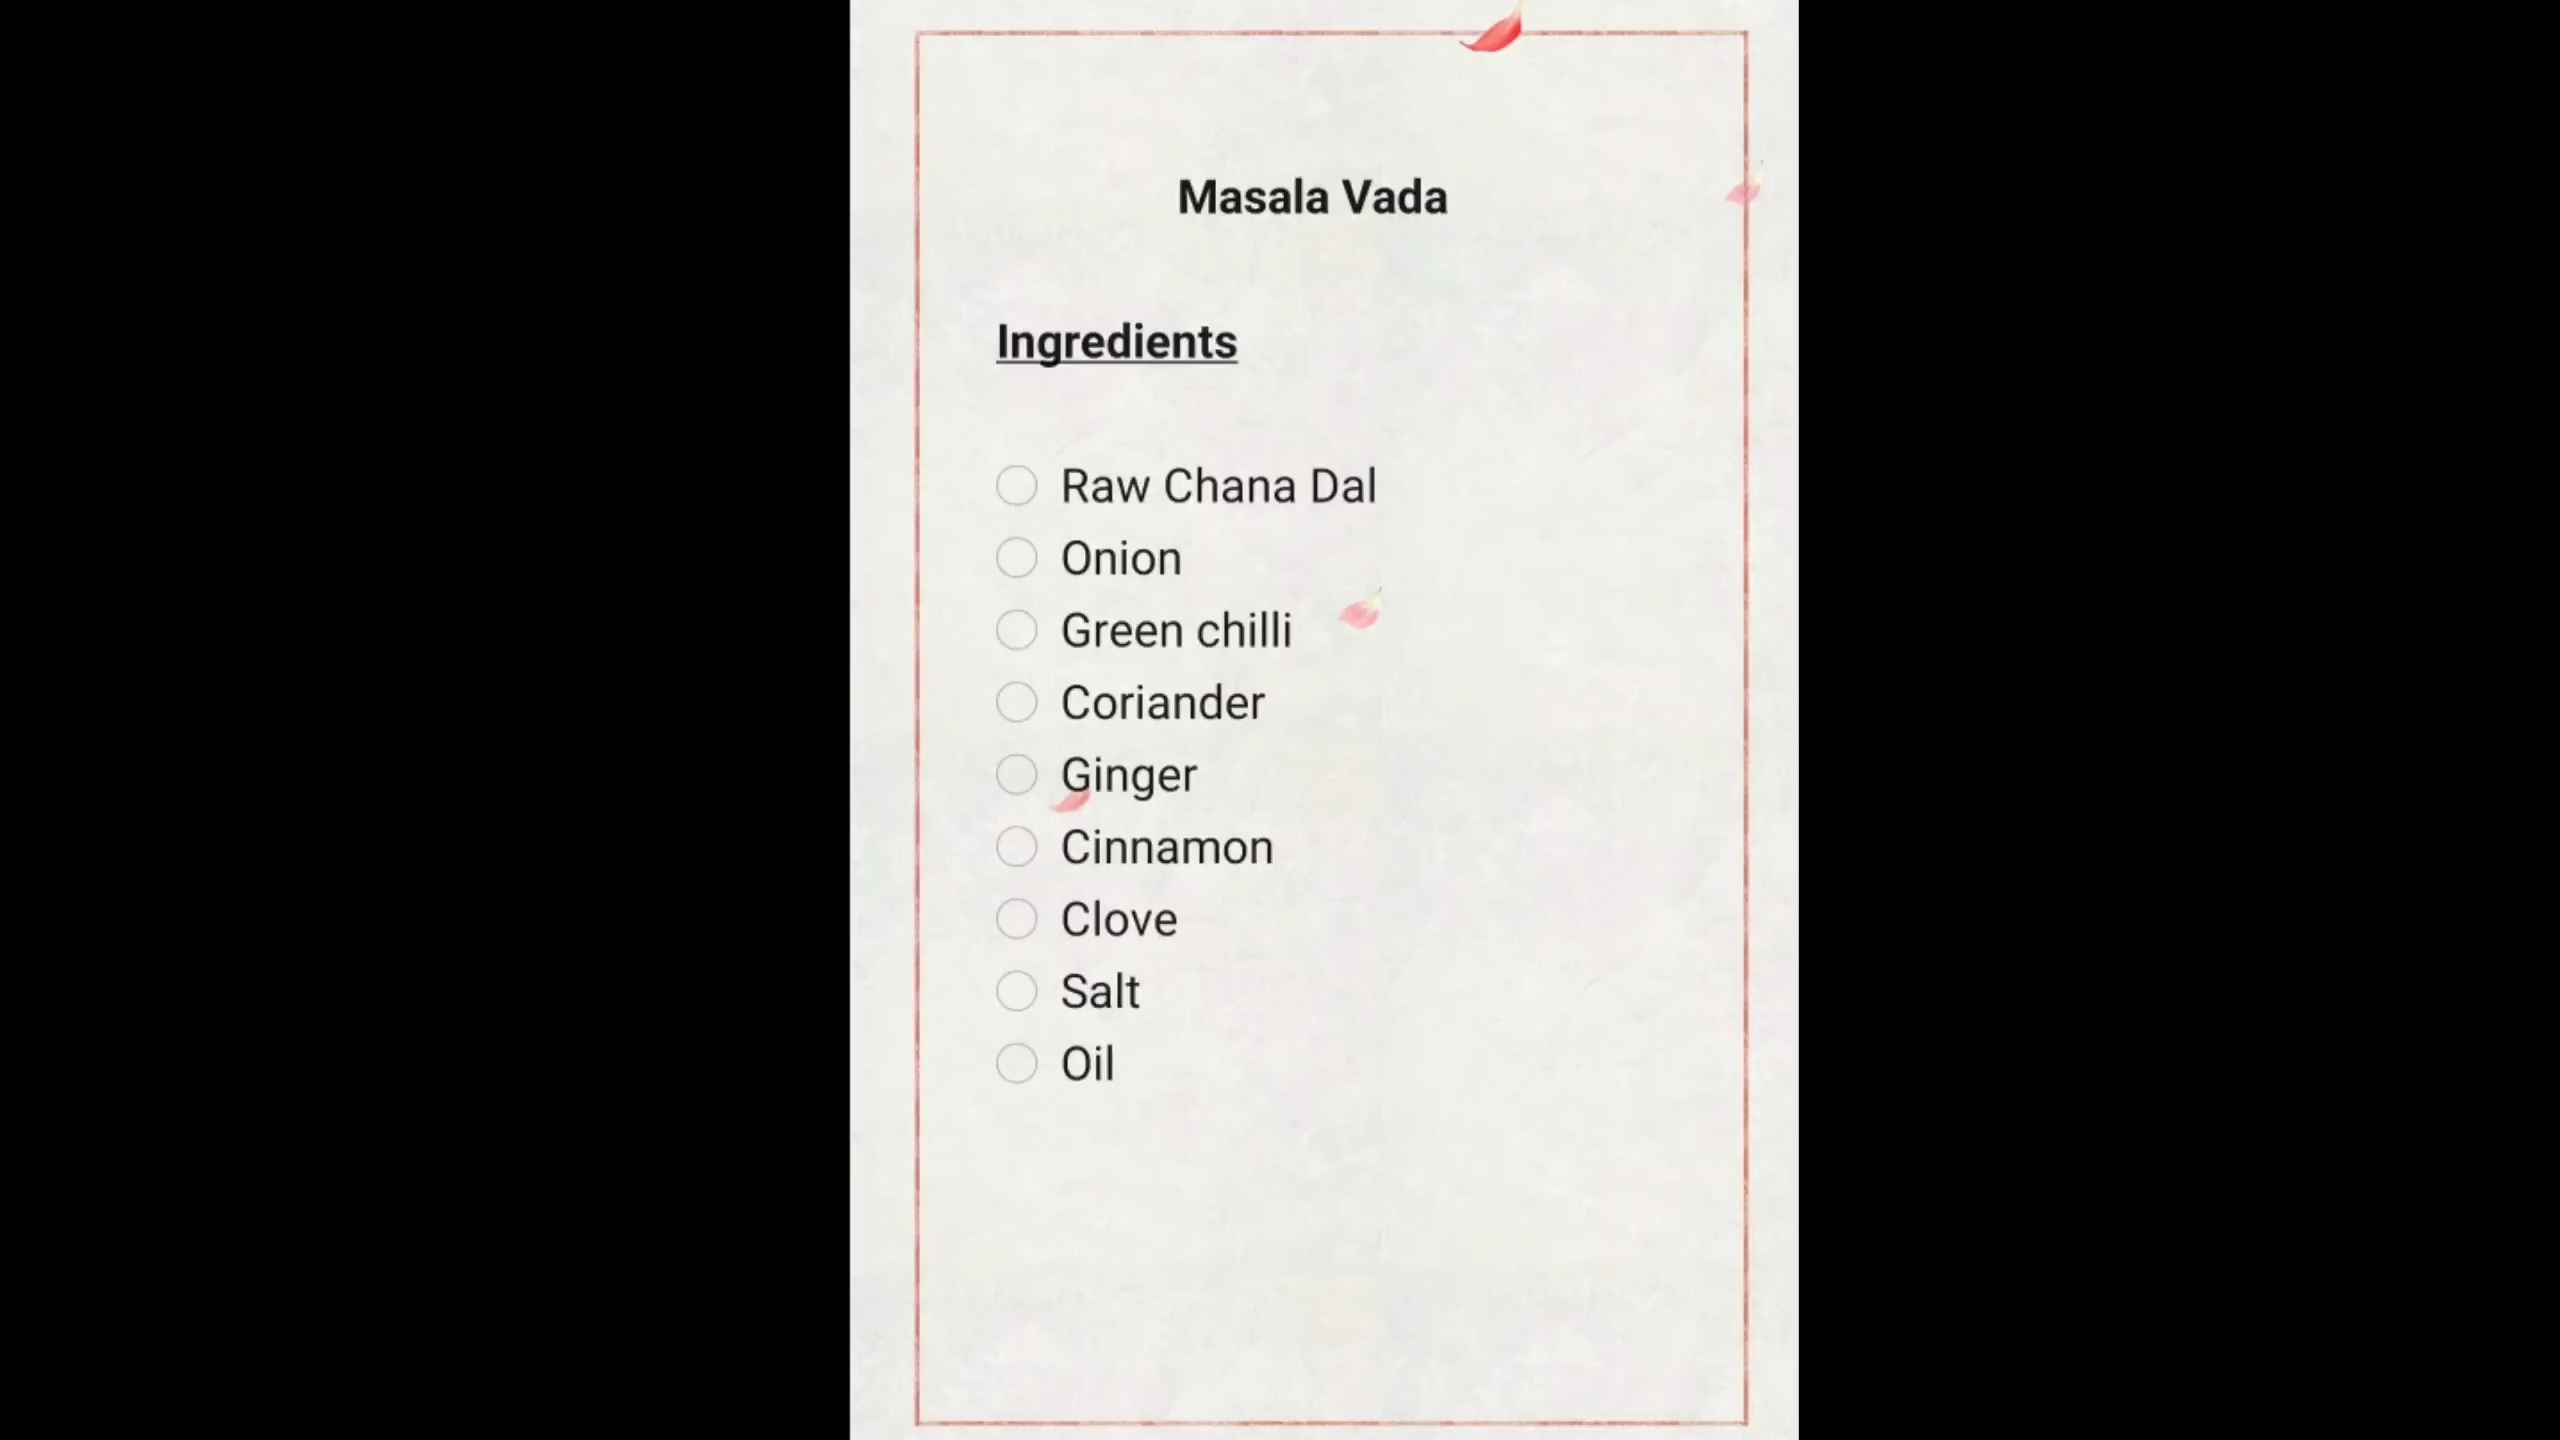 Masala Vada
Ingredients
Raw Chana Dal
Onion
Green chilli
Coriander
Ginger
Cinnamon
Clove
Salt
Oil